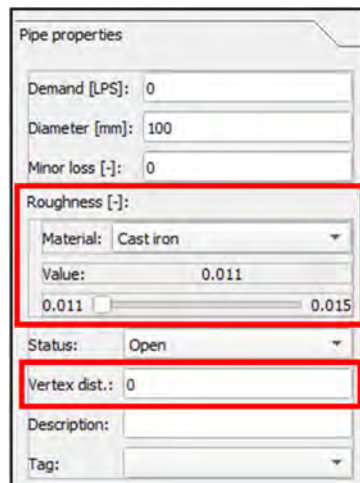 Pipe properties
Demand [LPS]: 0
Diameter [mm]: 100
Minor loss [-]: 0
Roughness [-]:
Material: Cast iron
Value: 0.011
0.011 0.015
Status: Open
Vertex dist.: 0
Description:
Tag: